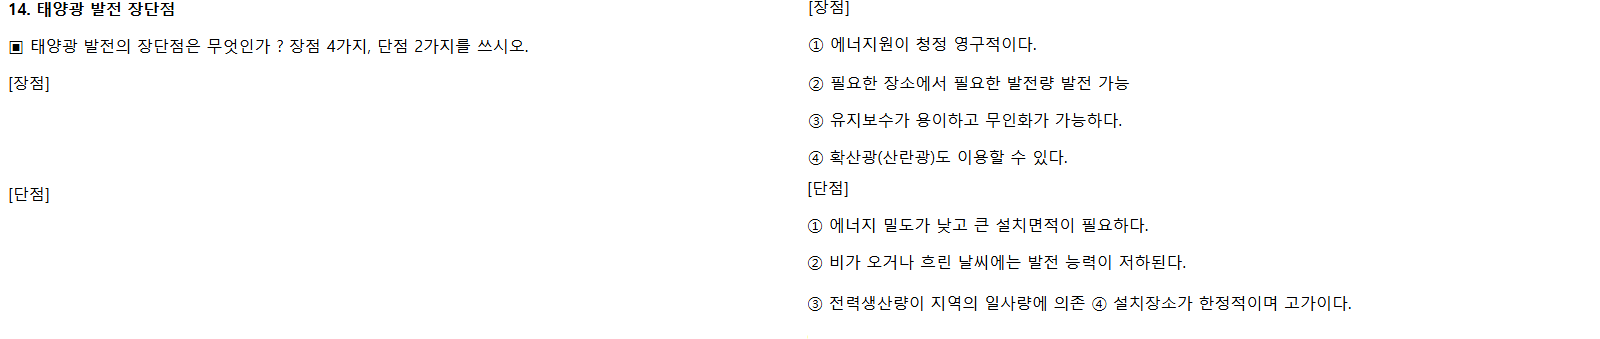 14. 태양광 발전 장단점
▣ 태양광 발전의 장단점은 무엇인가 ? 장점 4가지, 단점 2가지를 쓰시오.
[장점]
[단점]
[장점]
① 에너지원이 청정 영구적이다.
② 필요한 장소에서 필요한 발전량 발전 가능
③ 유지보수가 용이하고 무인화가 가능하다.
④ 확산광(산란광)도 이용할 수 있다.
[단점]
① 에너지 밀도가 낮고 큰 설치면적이 필요하다.
② 비가 오거나 흐린 날씨에는 발전 능력이 저하된다.
③ 전력생산량이 지역의 일사량에 의존 ④ 설치장소가 한정적이며 고가이다.